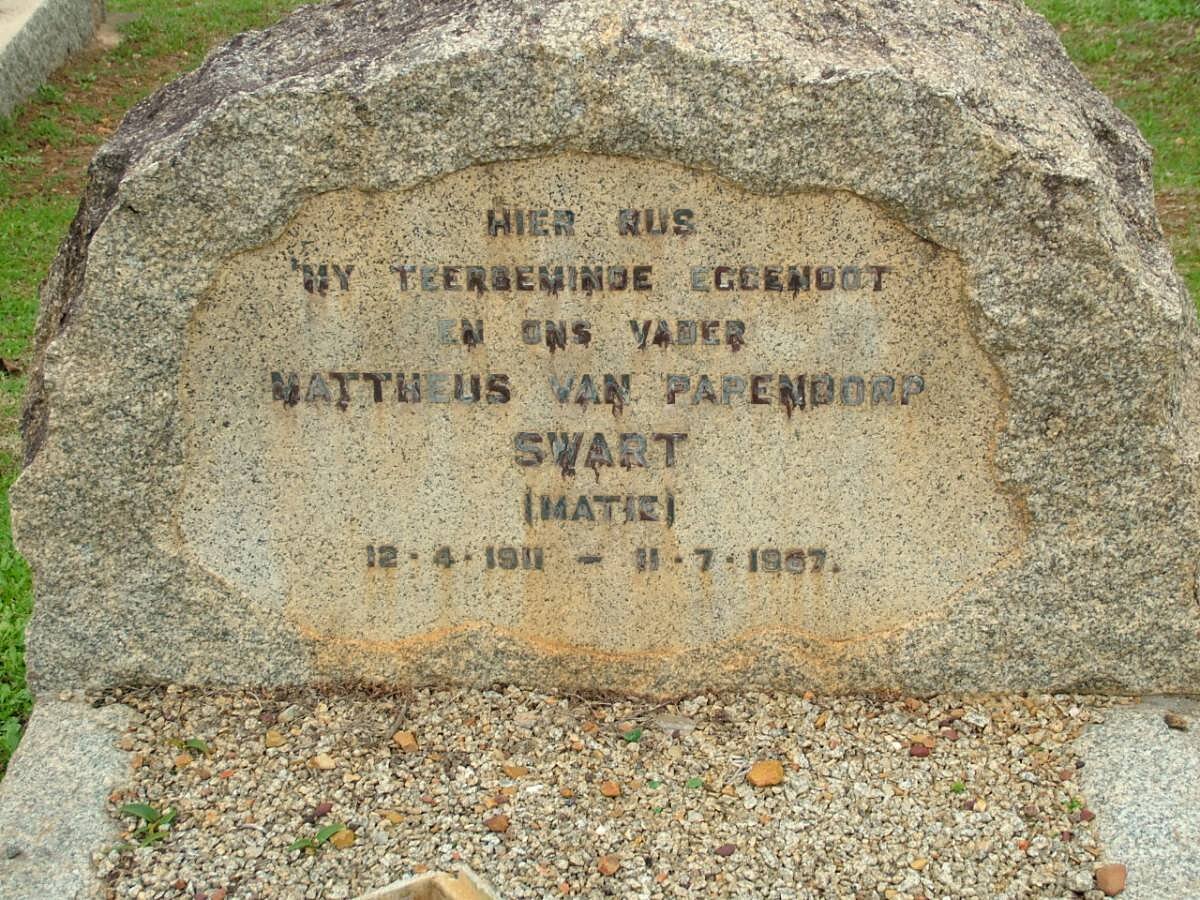 HIER RUS
MY TEERBEMINDE EGGENOOT
EN ONS VADER
MATTHEUS VAN PAPENDORP
SWART
(MATIE)
12 · 4 · 1911 – 11 · 7 · 1967.